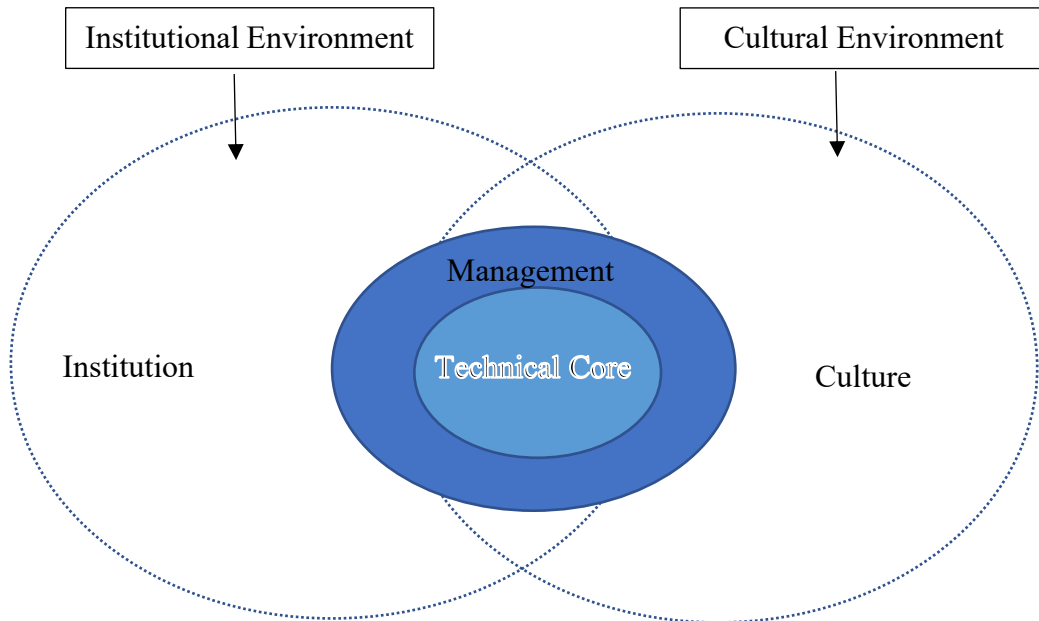 Institutional Environment
Cultural Environment
Management
Technical Core
Institution
Culture